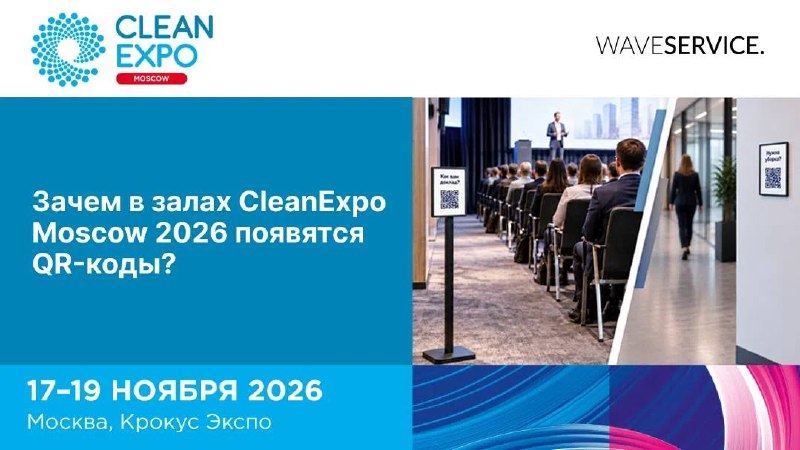 CLEAN
EXPO
MOSCOW
WAVESERVICE.
Зачем в залах CleanExpo
Moscow 2026 появятся
QR-коды?
Как вам
доклад?
Нужна
уборка?
17–19 НОЯБРЯ 2026
Москва, Крокус Экспо